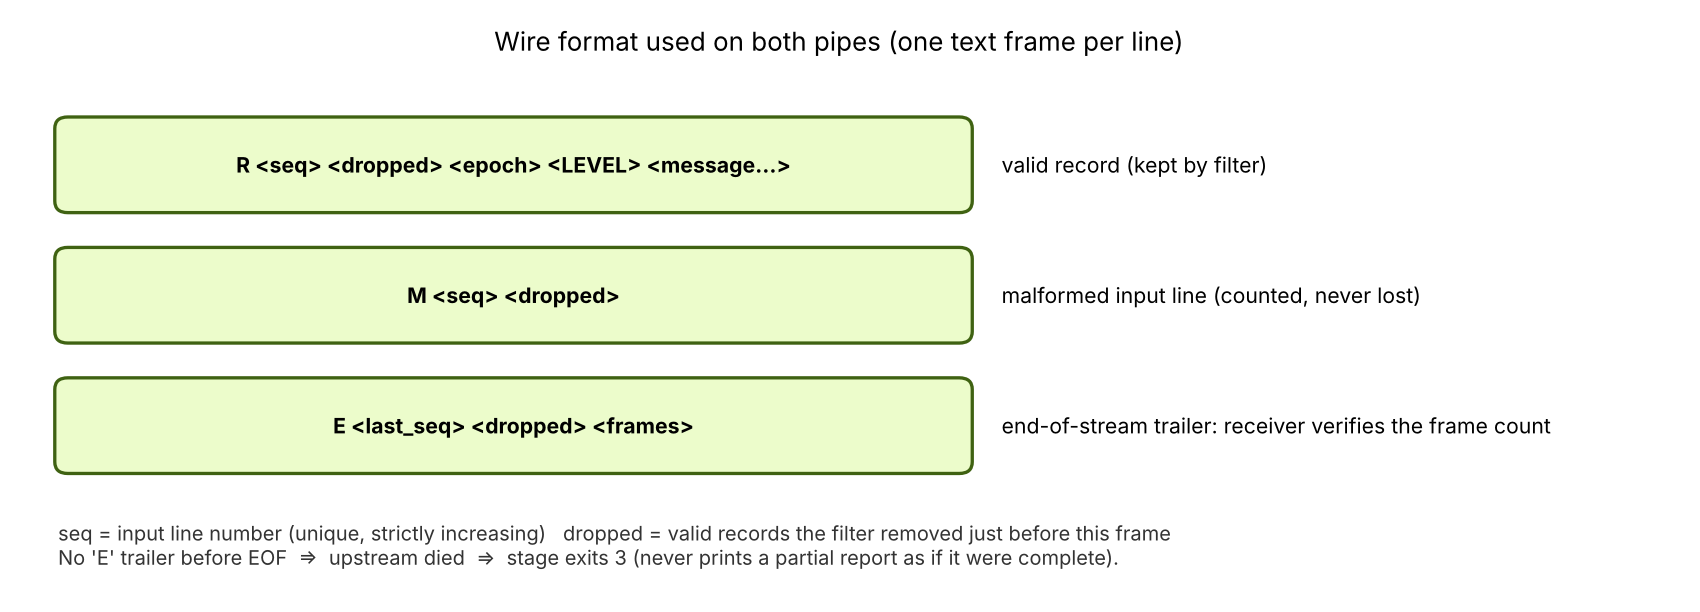 Wire format used on both pipes (one text frame per line)
R <seq> <dropped> <epoch> <LEVEL> <message...>
valid record (kept by filter)
M <seq> <dropped>
malformed input line (counted, never lost)
E <last_seq> <dropped> <frames>
end-of-stream trailer: receiver verifies the frame count
seq = input line number (unique, strictly increasing)   dropped = valid records the filter removed just before this frame
No 'E' trailer before EOF ⇒ upstream died ⇒ stage exits 3 (never prints a partial report as if it were complete).